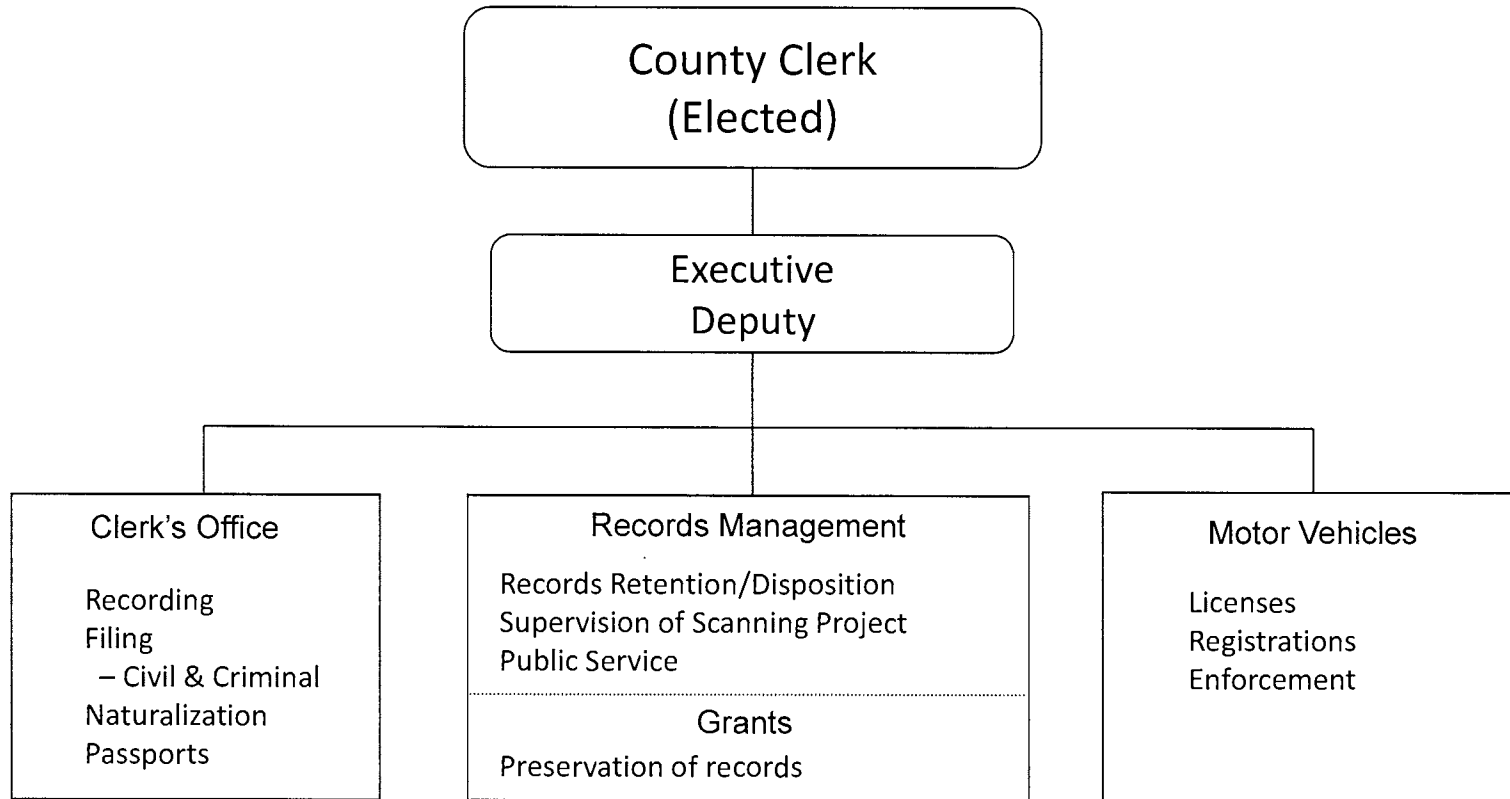 County Clerk
(Elected)
Executive
Deputy
Clerk's Office
Recording
Filing
– Civil & Criminal
Naturalization
Passports
Records Management
Records Retention/Disposition
Supervision of Scanning Project
Public Service
Grants
Preservation of records
Motor Vehicles
Licenses
Registrations
Enforcement